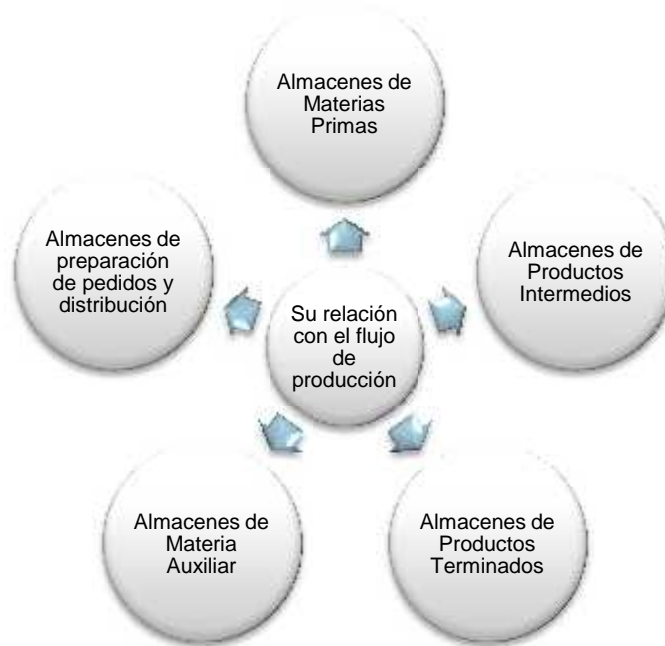 Almacenes de
Materias
Primas
Almacenes de
preparación
de pedidos y
distribución
Almacenes de
Productos
Intermedios
Su relación
con el flujo
de
producción
Almacenes de
Materia
Auxiliar
Almacenes de
Productos
Terminados